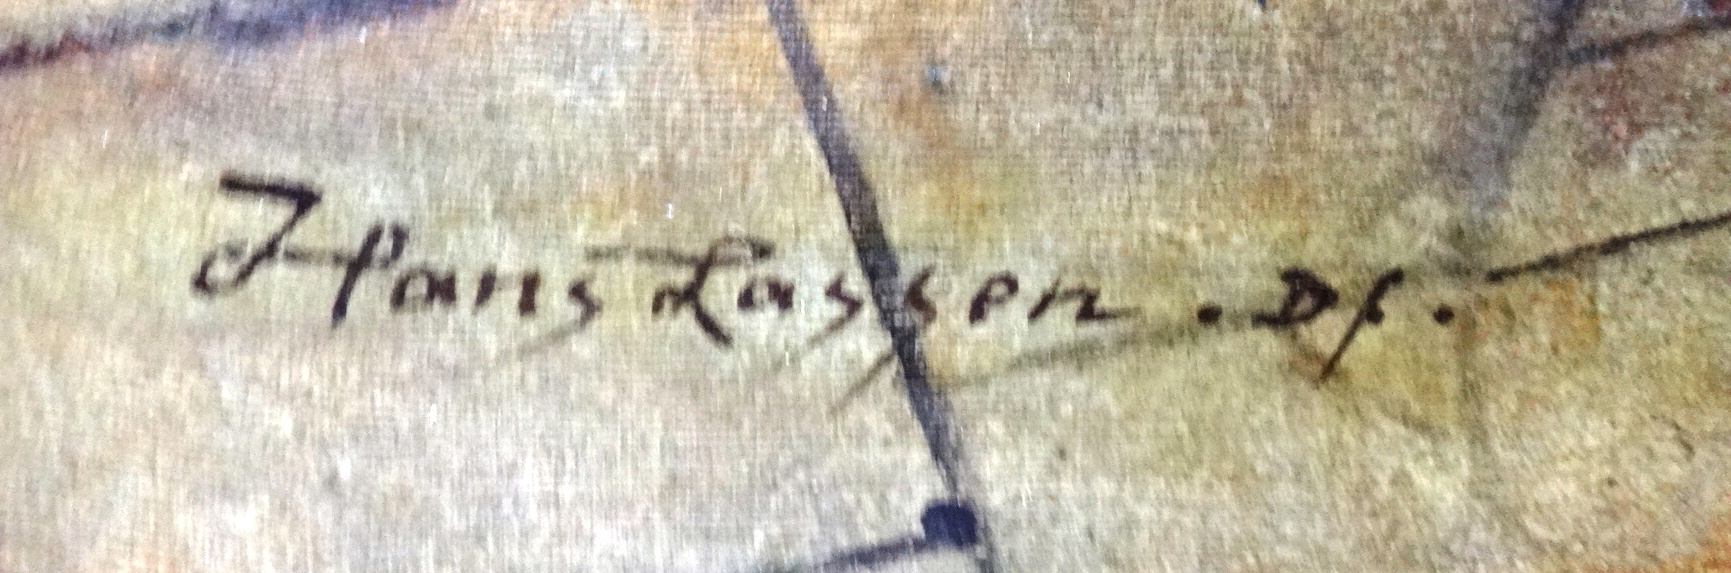 Hans Lassen . Df.